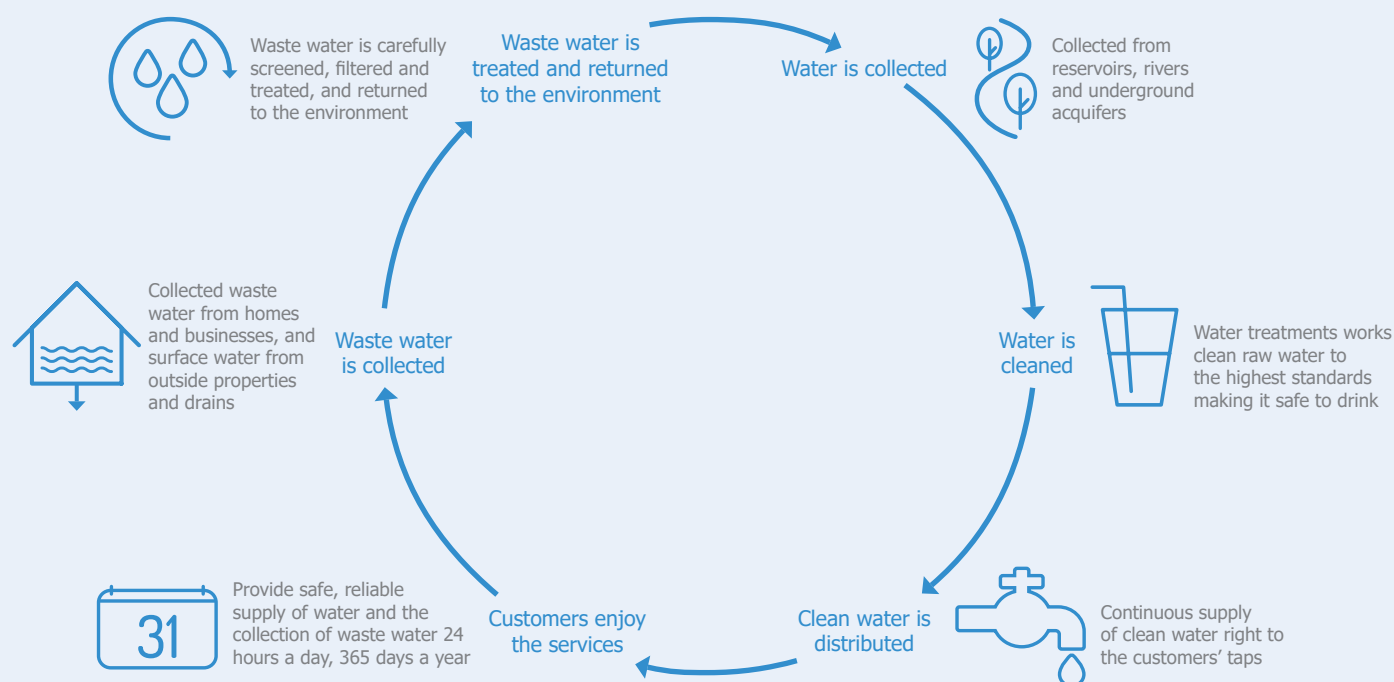 Waste water is
treated and returned
to the environment
Waste water is carefully
screened, filtered and
treated, and returned
to the environment
Water is collected
Collected from
reservoirs, rivers
and underground
acquifers
Water is
cleaned
Water treatments works
clean raw water to
the highest standards
making it safe to drink
Clean water is
distributed
Continuous supply
of clean water right to
the customers’ taps
Customers enjoy
the services
31
Provide safe, reliable
supply of water and the
collection of waste water 24
hours a day, 365 days a year
Waste water
is collected
Collected waste
water from homes
and businesses, and
surface water from
outside properties
and drains